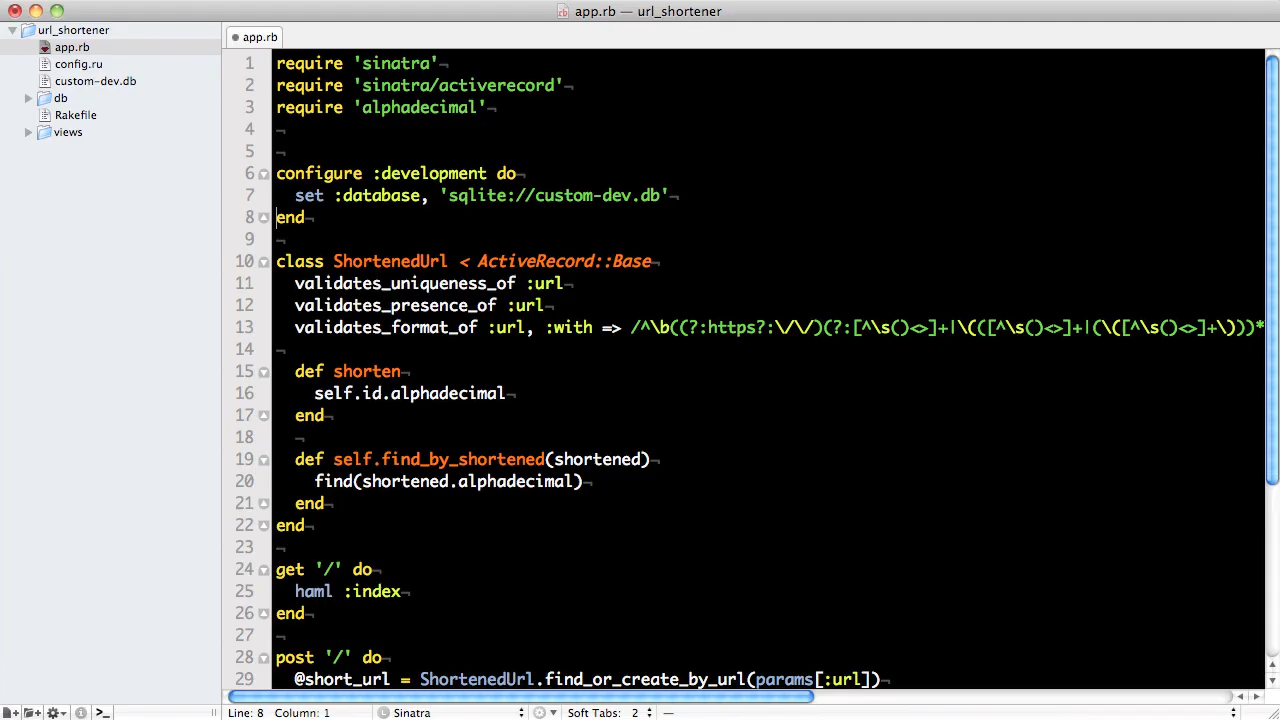 app.rb — url_shortener
url_shortener
app.rb
config.ru
custom-dev.db
db
Rakefile
views
app.rb
1 require 'sinatra'¬
2 require 'sinatra/activerecord'¬
3 require 'alphadecimal'¬
4 ¬
5 ¬
6 configure :development do¬
7 set :database, 'sqlite://custom-dev.db'¬
8 end¬
9 ¬
10 class ShortenedUrl < ActiveRecord::Base¬
11 validates_uniqueness_of :url¬
12 validates_presence_of :url¬
13 validates_format_of :url, :with => /^\b((?:https?:\/\/)(?:[^\s()<>]+|\(([^\s()<>]+|(\([^\s()<>]+\)))*
14 ¬
15 def shorten¬
16 self.id.alphadecimal¬
17 end¬
18 ¬
19 def self.find_by_shortened(shortened)¬
20 find(shortened.alphadecimal)¬
21 end¬
22 end¬
23 ¬
24 get '/' do¬
25 haml :index¬
26 end¬
27 ¬
28 post '/' do¬
29 @short_url = ShortenedUrl.find_or_create_by_url(params[:url])¬
Line: 8 Column: 1 Sinatra Soft Tabs: 2 —